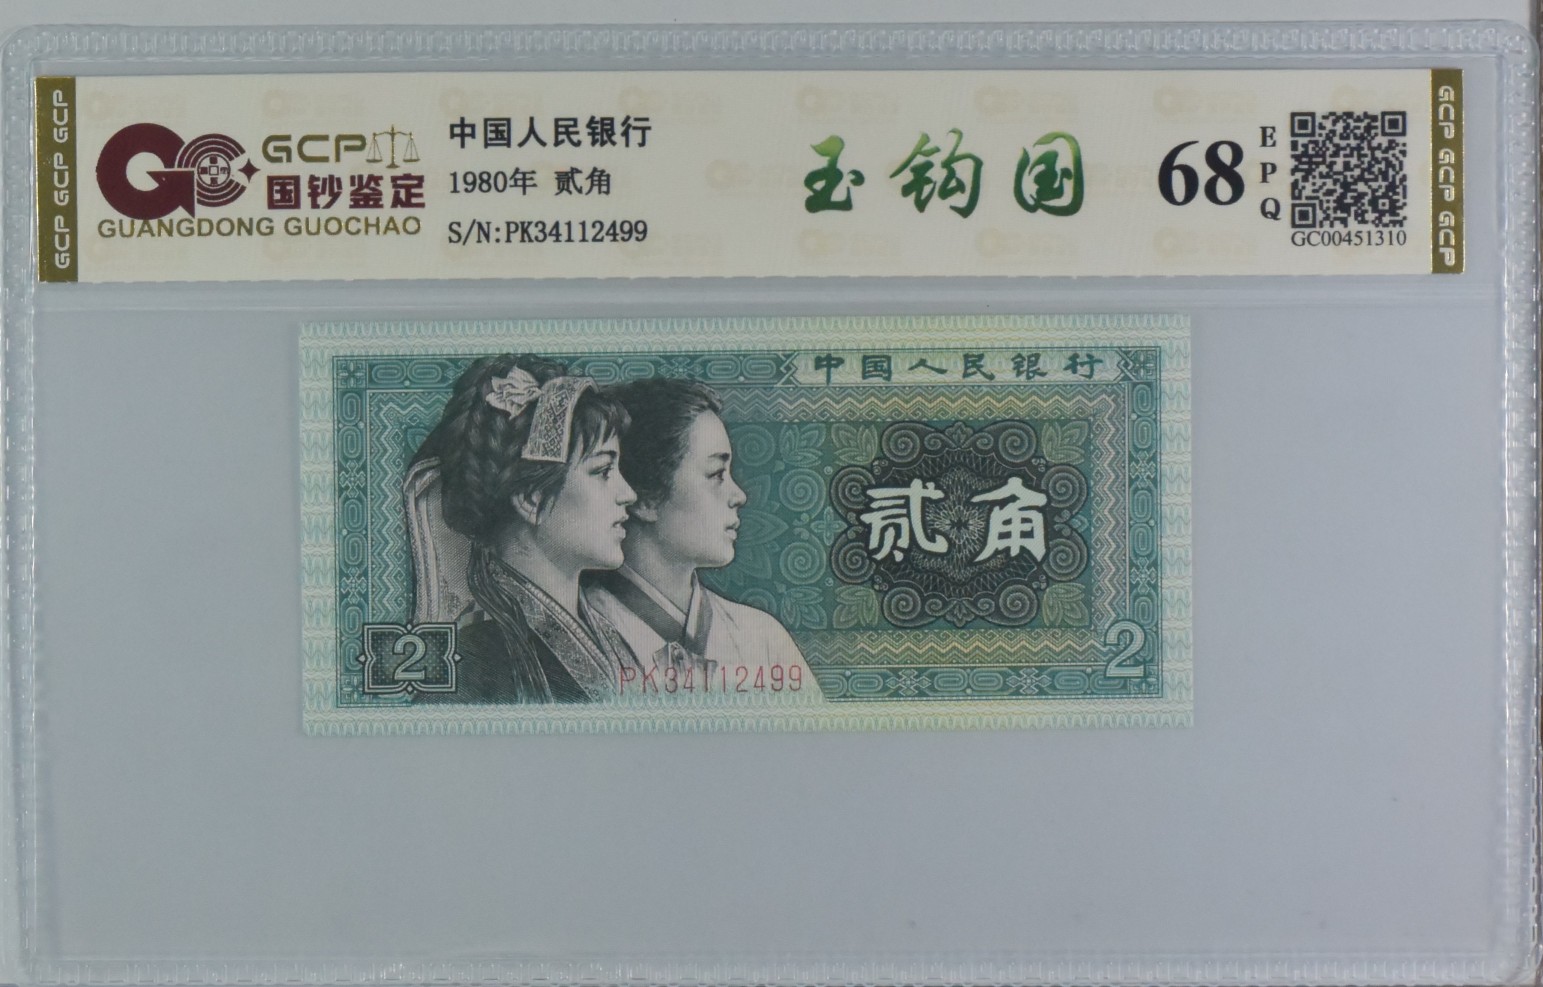 GCP GCP GCP
GCP
国钞鉴定
GUANGDONG GUOCHAO
中国人民银行
1980年 贰角
S/N:PK34112499
玉钩国
68
EPQ
GC00451310
GCP GCP GCP
中国人民银行
贰角
2
2
PK34112499